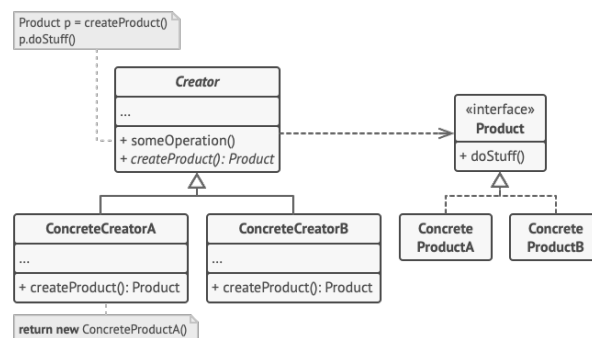 Product p = createProduct()
p.doStuff()
Creator
...
+ someOperation()
+ createProduct(): Product
«interface»
Product
+ doStuff()
ConcreteCreatorA
...
+ createProduct(): Product
ConcreteCreatorB
...
+ createProduct(): Product
Concrete
ProductA
Concrete
ProductB
return new ConcreteProductA()